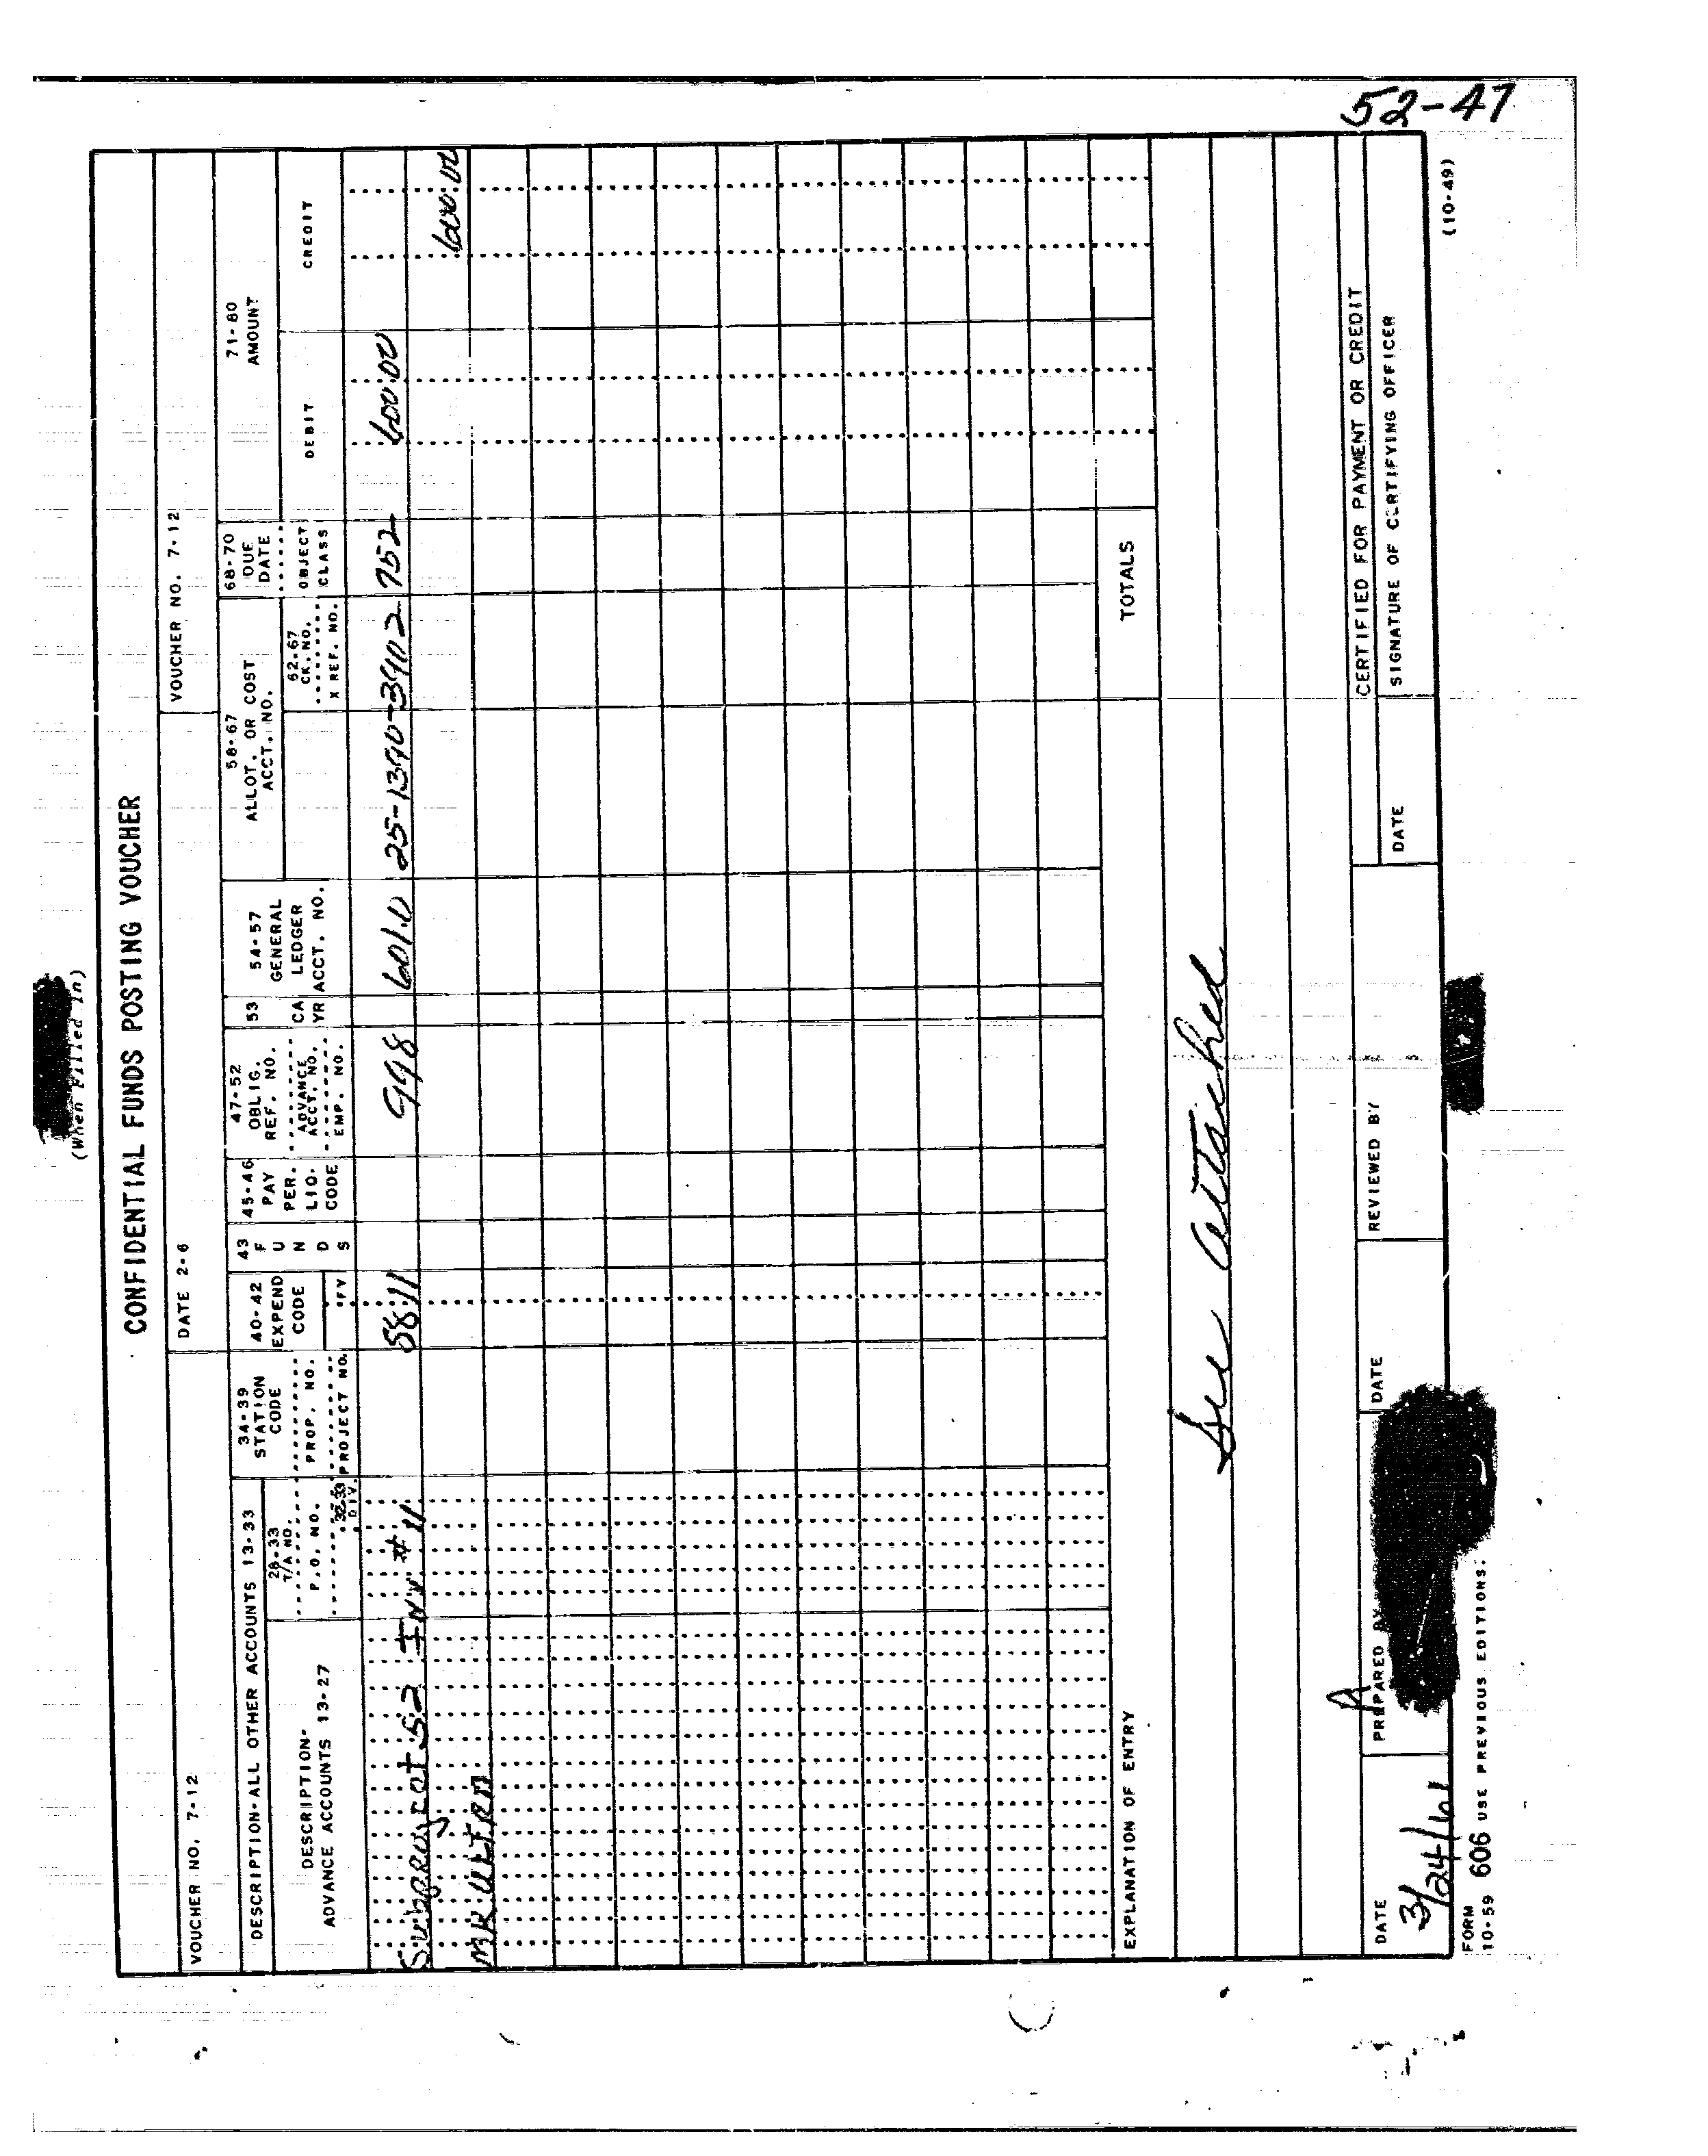 52-47
(When Filled In)
CONFIDENTIAL FUNDS POSTING VOUCHER
VOUCHER NO. 7-12 DATE 2-6 VOUCHER NO. 7-12
DESCRIPTION-ALL OTHER ACCOUNTS 13-33
DESCRIPTION-
ADVANCE ACCOUNTS 13-27
28-33
T/A NO.
P.O. NO.
32-33
DIV.
34-39
STATION
CODE
PROP. NO.
PROJECT NO.
40-42
EXPEND
CODE
FY
43
F
U
N
D
S
45-46
PAY
PER.
LIQ.
CODE
47-52
OBLIG.
REF. NO.
ADVANCE
ACCT. NO.
EMP. NO.
53
CA
YR
54-57
GENERAL
LEDGER
ACCT. NO.
58-67
ALLOT. OR COST
ACCT. NO.
62-67
CK. NO.
X REF. NO.
68-70
DUE
DATE
OBJECT
CLASS
71-80
AMOUNT
DEBIT CREDIT
Subproject 52 Inv # 11 58 11 998 601.0 25-1390-3902 752 600.00
MKULTRA 600.00
TOTALS
EXPLANATION OF ENTRY
See attached
CERTIFIED FOR PAYMENT OR CREDIT
DATE PREPARED BY DATE REVIEWED BY DATE SIGNATURE OF CERTIFYING OFFICER
3/24/61
FORM
10-59 606 USE PREVIOUS EDITIONS. (10-49)